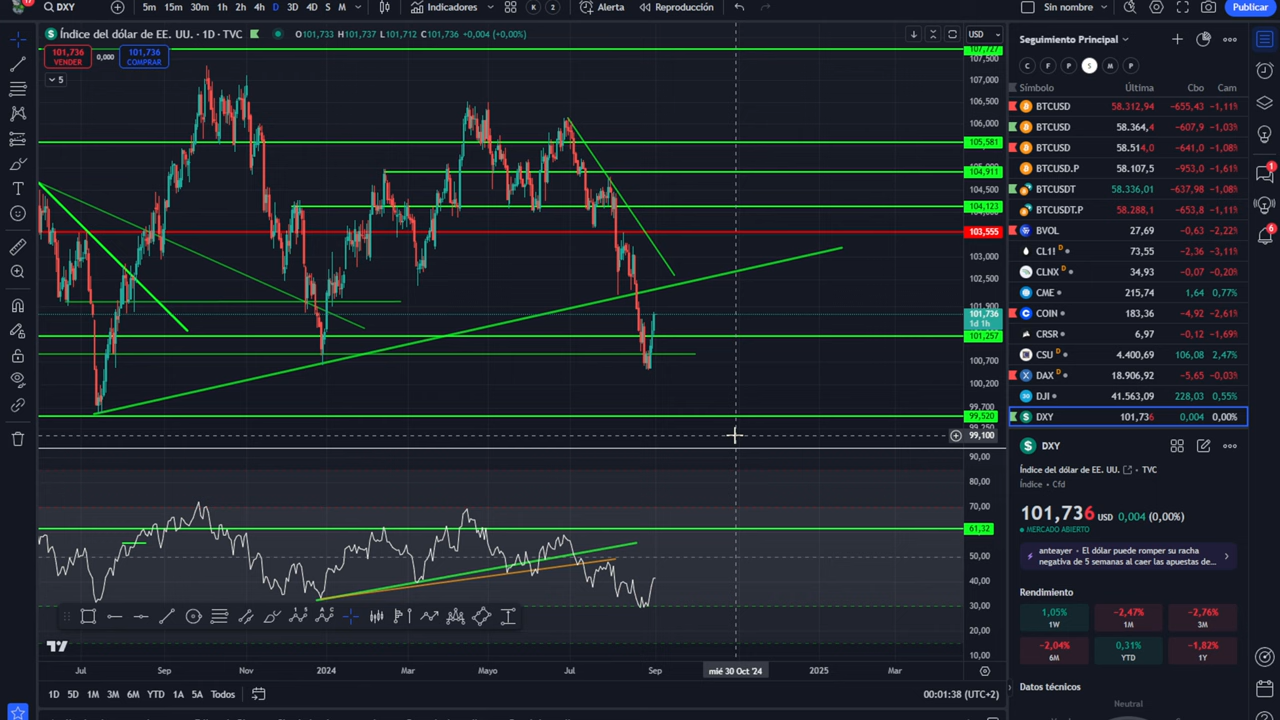 DXY 5m 15m 30m 1h 2h 4h D 3D 4D S M Indicadores K 2 Alerta Reproducción Sin nombre Publicar
Índice del dólar de EE. UU. · 1D · TVC O101,733 H101,737 L101,712 C101,736 +0,004 (+0,00%)
101,736 VENDER 0,000 101,736 COMPRAR
5
USD
107,727
107,500
107,000
106,500
106,000
105,581
104,911
104,500
104,123
103,555
103,000
102,500
101,900
101,736
1d 1h
101,257
100,700
100,200
99,700
99,520
99,100
90,00
80,00
70,00
61,32
50,00
40,00
30,00
20,00
10,00
Jul Sep Nov 2024 Mar Mayo Jul Sep mié 30 Oct '24 2025 Mar
1D 5D 1M 3M 6M YTD 1A 5A Todos 00:01:38 (UTC+2)
Seguimiento Principal
C F P S M P
Símbolo Última Cbo Cam
BTCUSD 58.312,94 −655,43 −1,11%
BTCUSD 58.364,4 −607,9 −1,03%
BTCUSD 58.514,0 −641,0 −1,08%
BTCUSD.P 58.107,5 −953,0 −1,61%
BTCUSDT 58.336,01 −637,98 −1,08%
BTCUSDT.P 58.288,1 −653,8 −1,11%
BVOL 27,69 −0,63 −2,22%
CL1! D 73,55 −2,36 −3,11%
CLNX D 34,93 −0,07 −0,20%
CME 215,74 1,64 0,77%
COIN 183,36 −4,92 −2,61%
CRSR 6,97 −0,12 −1,69%
CSU D 4.400,69 106,08 2,47%
DAX D 18.906,92 −5,65 −0,03%
DJI 41.563,09 228,03 0,55%
DXY 101,736 0,004 0,00%
DXY
Índice del dólar de EE. UU. · TVC
Índice · Cfd
101,736 USD 0,004 (0,00%)
MERCADO ABIERTO
anteayer · El dólar puede romper su racha
negativa de 5 semanas al caer las apuestas de...
Rendimiento
1,05% −2,47% −2,76%
1W 1M 3M
−2,04% 0,31% −1,82%
6M YTD 1Y
Datos técnicos
Neutral